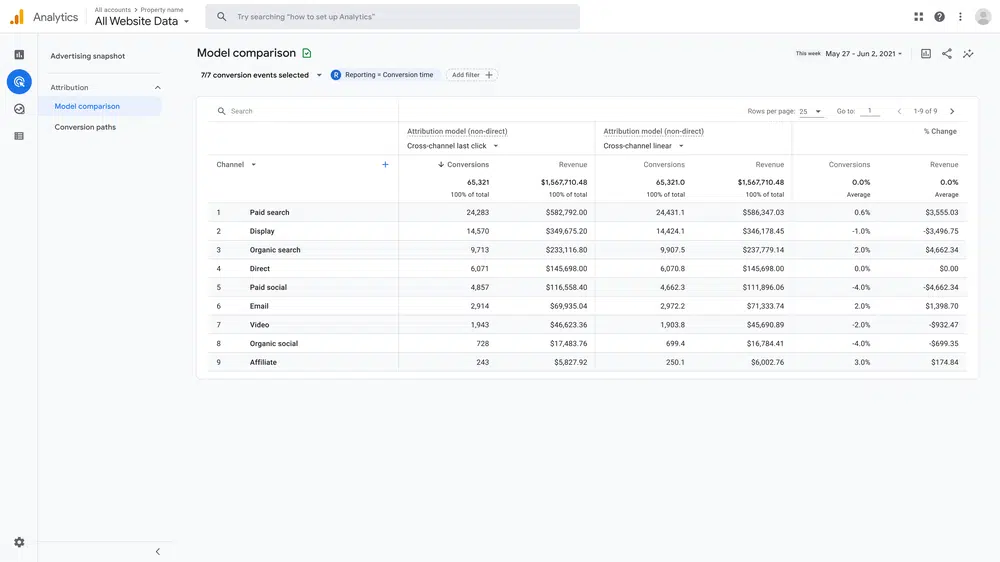 Analytics
All accounts > Property name
All Website Data
Try searching "how to set up Analytics"
Advertising snapshot
Attribution
Model comparison
Conversion paths
Model comparison
This week May 27 - Jun 2, 2021
7/7 conversion events selected
R Reporting = Conversion time
Add filter +
Search
Rows per page: 25
Go to: 1
1-9 of 9
Attribution model (non-direct) Attribution model (non-direct) % Change
Cross-channel last click Cross-channel linear
Channel + Conversions Revenue Conversions Revenue Conversions Revenue
65,321 $1,567,710.48 65,321.0 $1,567,710.48 0.0% 0.0%
100% of total 100% of total 100% of total 100% of total Average Average
1 Paid search 24,283 $582,792.00 24,431.1 $586,347.03 0.6% $3,555.03
2 Display 14,570 $349,675.20 14,424.1 $346,178.45 -1.0% -$3,496.75
3 Organic search 9,713 $233,116.80 9,907.5 $237,779.14 2.0% $4,662.34
4 Direct 6,071 $145,698.00 6,070.8 $145,698.00 0.0% $0.00
5 Paid social 4,857 $116,558.40 4,662.3 $111,896.06 -4.0% -$4,662.34
6 Email 2,914 $69,935.04 2,972.2 $71,333.74 2.0% $1,398.70
7 Video 1,943 $46,623.36 1,903.8 $45,690.89 -2.0% -$932.47
8 Organic social 728 $17,483.76 699.4 $16,784.41 -4.0% -$699.35
9 Affiliate 243 $5,827.92 250.1 $6,002.76 3.0% $174.84